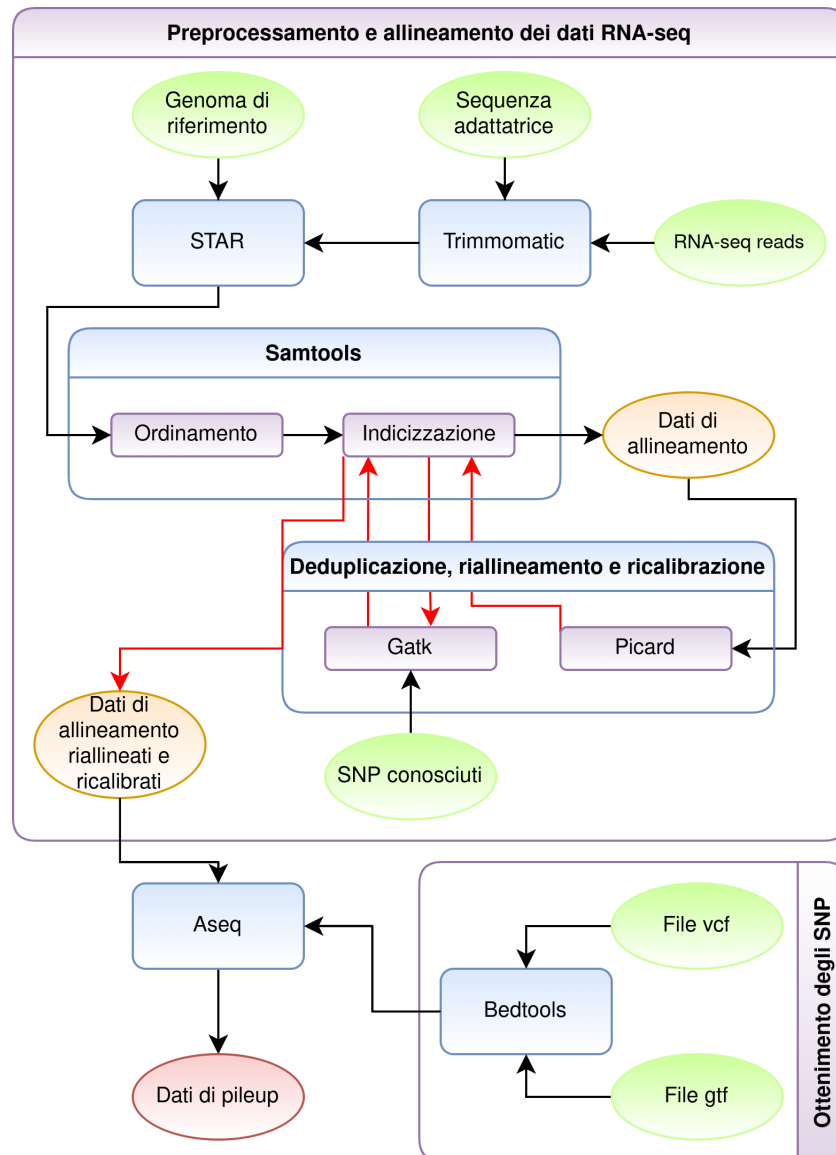 Preprocessamento e allineamento dei dati RNA-seq
Genoma di
riferimento
Sequenza
adattatrice
STAR
Trimmomatic
RNA-seq reads
Samtools
Ordinamento
Indicizzazione
Dati di
allineamento
Deduplicazione, riallineamento e ricalibrazione
Gatk
Picard
Dati di
allineamento
riallineati e
ricalibrati
SNP conosciuti
Aseq
File vcf
Bedtools
Ottenimento degli SNP
Dati di pileup
File gtf